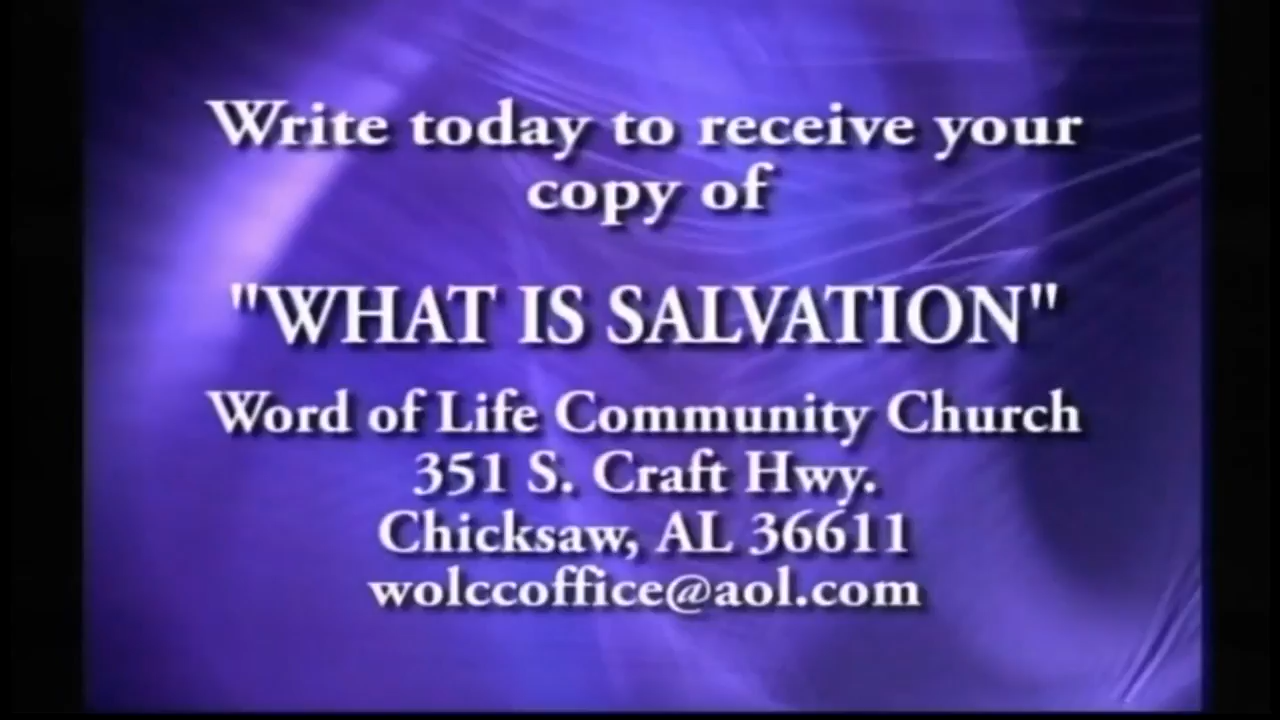 Write today to receive your
copy of
"WHAT IS SALVATION"
Word of Life Community Church
351 S. Craft Hwy.
Chicksaw, AL 36611
wolccoffice@aol.com